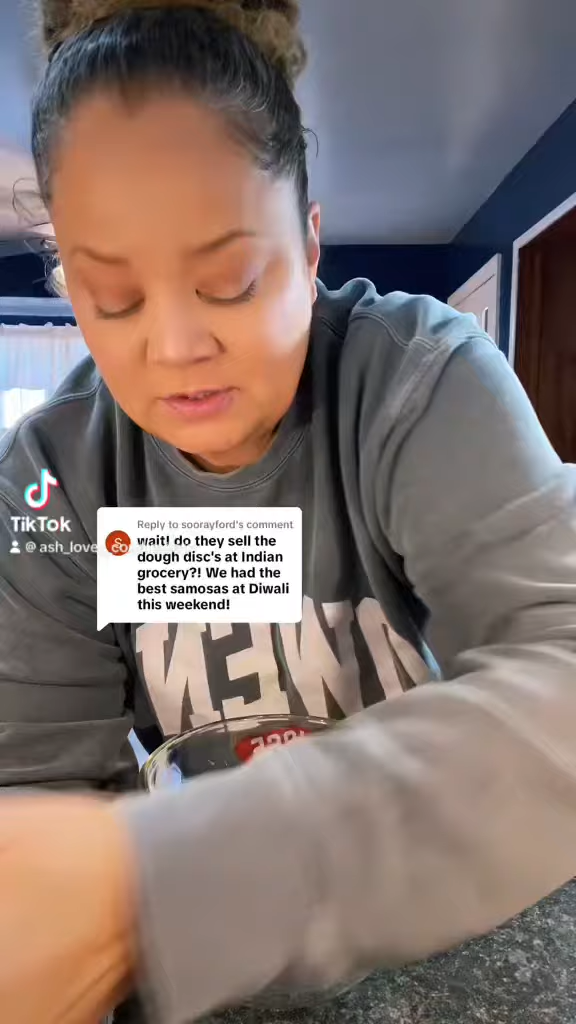 TikTok
@ash_love
Reply to soorayford's comment
wait! do they sell the
dough disc's at Indian
grocery?! We had the
best samosas at Diwali
this weekend!